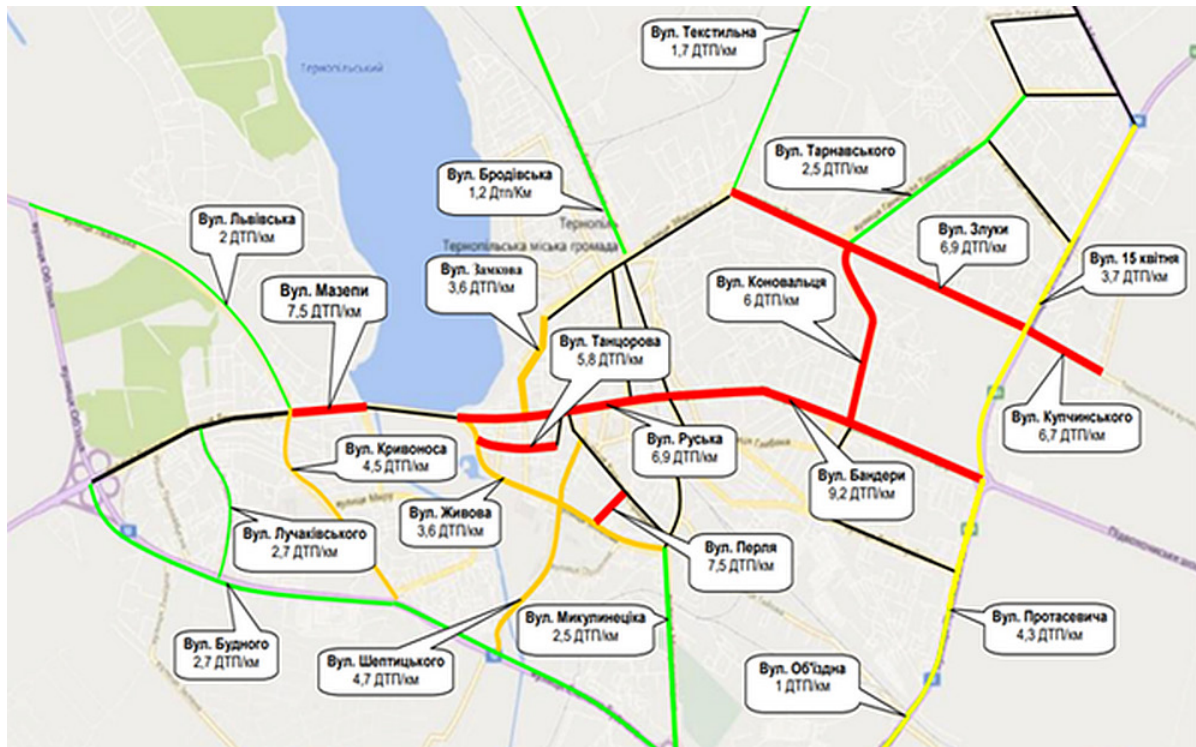 Вул. Текстильна
1,7 ДТП/км
Тернопільський
Вул. Тарнавського
2,5 ДТП/км
Вул. Бродівська
1,2 Дтп/Км
Тернопіль
Тернопільська міська громада
Вул. Львівська
2 ДТП/км
Вул. Злуки
6,9 ДТП/км
Вул. 15 квітня
3,7 ДТП/км
Вул. Замкова
3,6 ДТП/км
Вул. Мазепи
7,5 ДТП/км
Вул. Коновальця
6 ДТП/км
Вул. Танцорова
5,8 ДТП/км
Вул. Купчинського
6,7 ДТП/км
Вул. Кривоноса
4,5 ДТП/км
Вул. Руська
6,9 ДТП/км
Вул. Бандери
9,2 ДТП/км
вулиця Миру
Вул. Живова
3,6 ДТП/км
Вул. Лучаківського
2,7 ДТП/км
Вул. Перля
7,5 ДТП/км
Вул. Микулинеціка
2,5 ДТП/км
Вул. Протасевича
4,3 ДТП/км
Вул. Будного
2,7 ДТП/км
Вул. Шептицького
4,7 ДТП/км
Вул. Об'їздна
1 ДТП/км